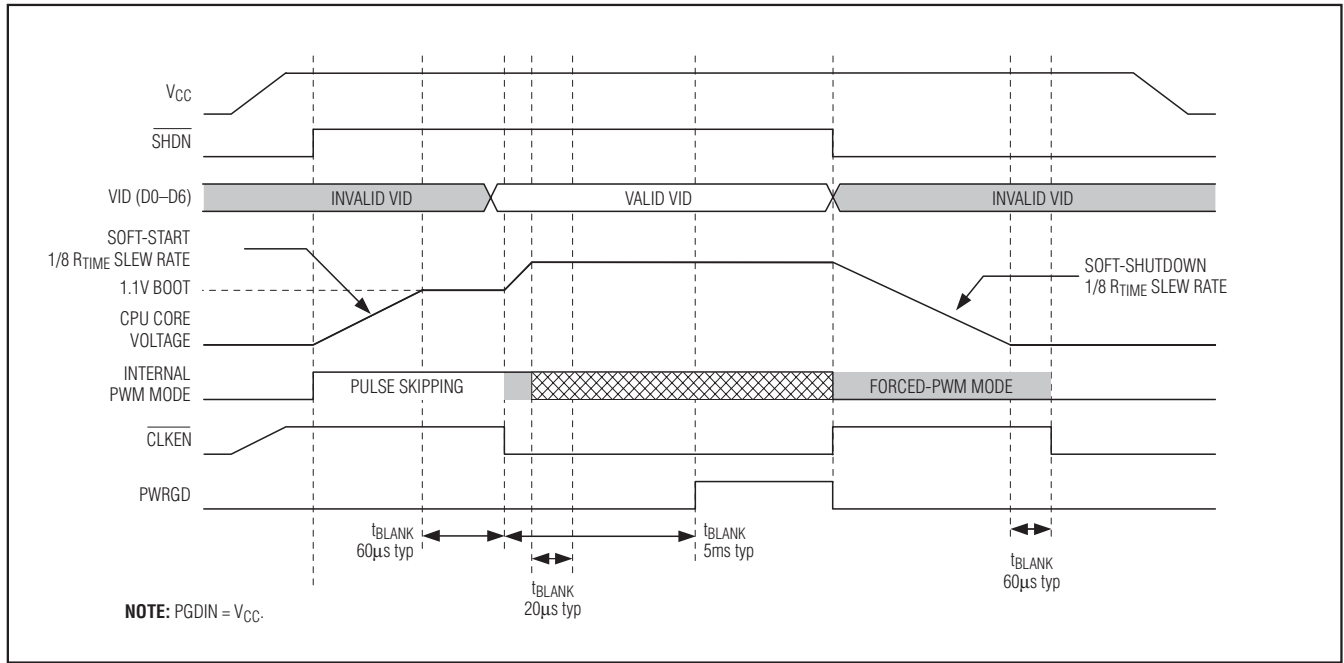 VCC
SHDN
VID (D0–D6)
INVALID VID
VALID VID
INVALID VID
SOFT-START
1/8 RTIME SLEW RATE
1.1V BOOT
CPU CORE
VOLTAGE
SOFT-SHUTDOWN
1/8 RTIME SLEW RATE
INTERNAL
PWM MODE
PULSE SKIPPING
FORCED-PWM MODE
CLKEN
PWRGD
tBLANK
60µs typ
tBLANK
20µs typ
tBLANK
5ms typ
tBLANK
60µs typ
NOTE: PGDIN = VCC.